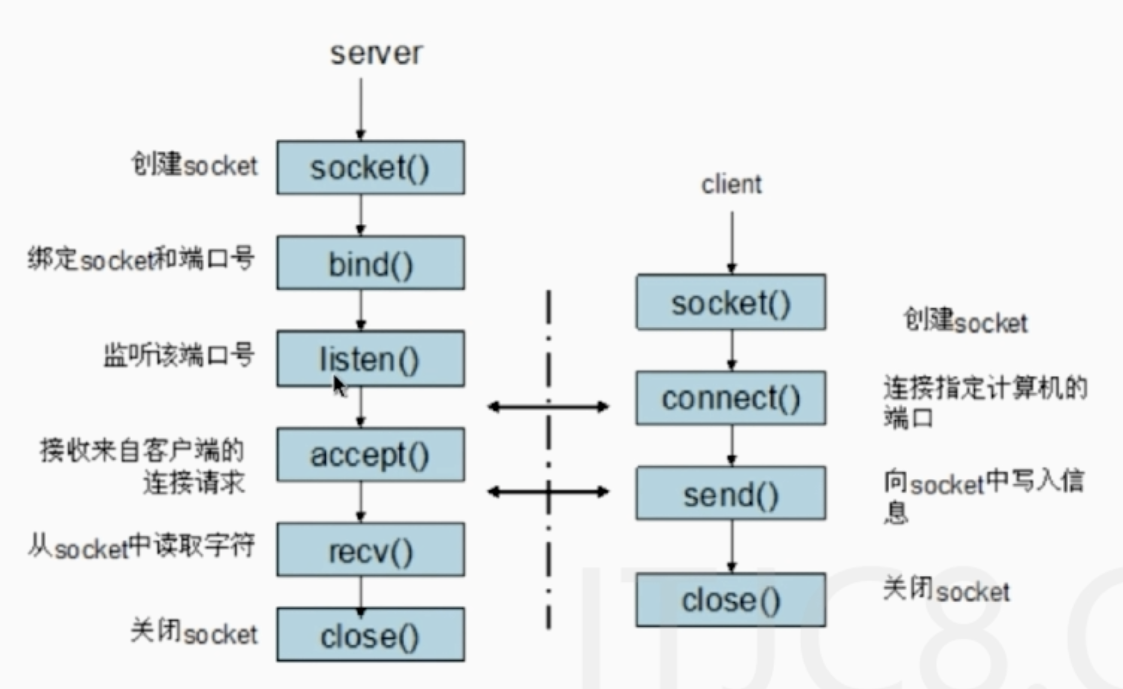 server
创建socket
socket()
绑定socket和端口号
bind()
监听该端口号
listen()
接收来自客户端的
连接请求
accept()
从socket中读取字符
recv()
关闭socket
close()
client
socket()
创建socket
connect()
连接指定计算机的
端口
send()
向socket中写入信
息
close()
关闭socket